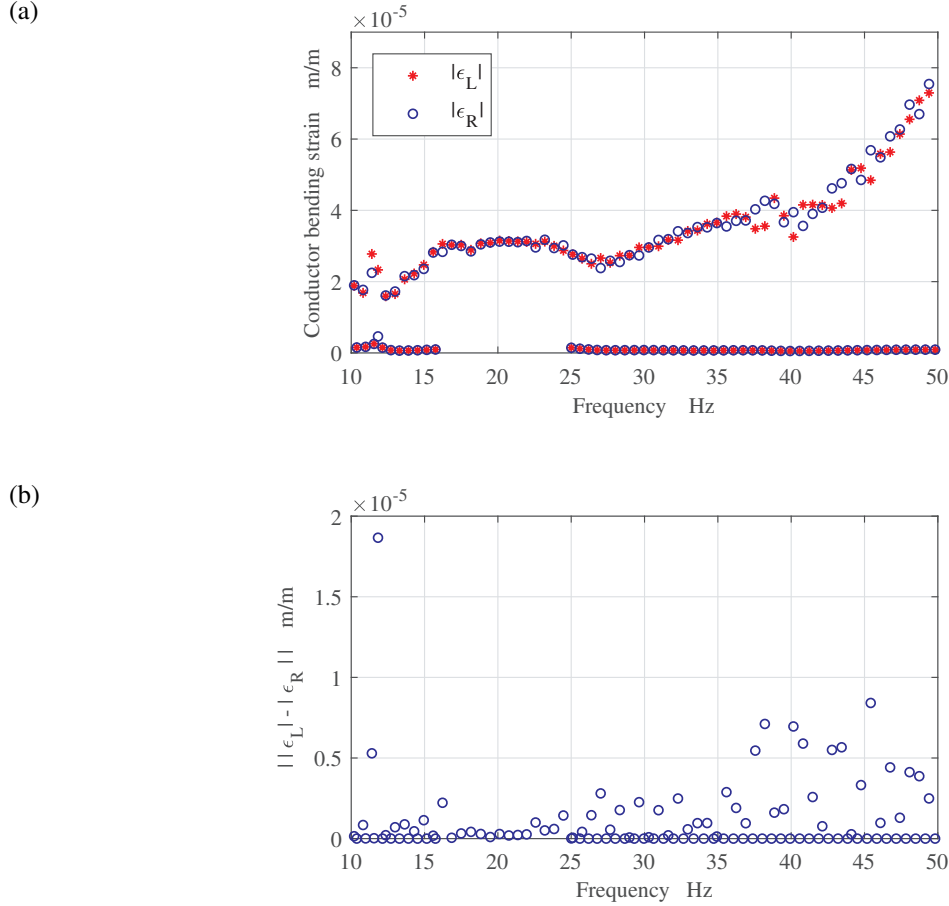 (a)
×10-5
Conductor bending strain m/m
8
6
4
2
0
|ϵL|
|ϵR|
10 15 20 25 30 35 40 45 50
Frequency Hz
(b)
×10-5
| |ϵL| - |ϵR| | m/m
2
1.5
1
0.5
0
10 15 20 25 30 35 40 45 50
Frequency Hz